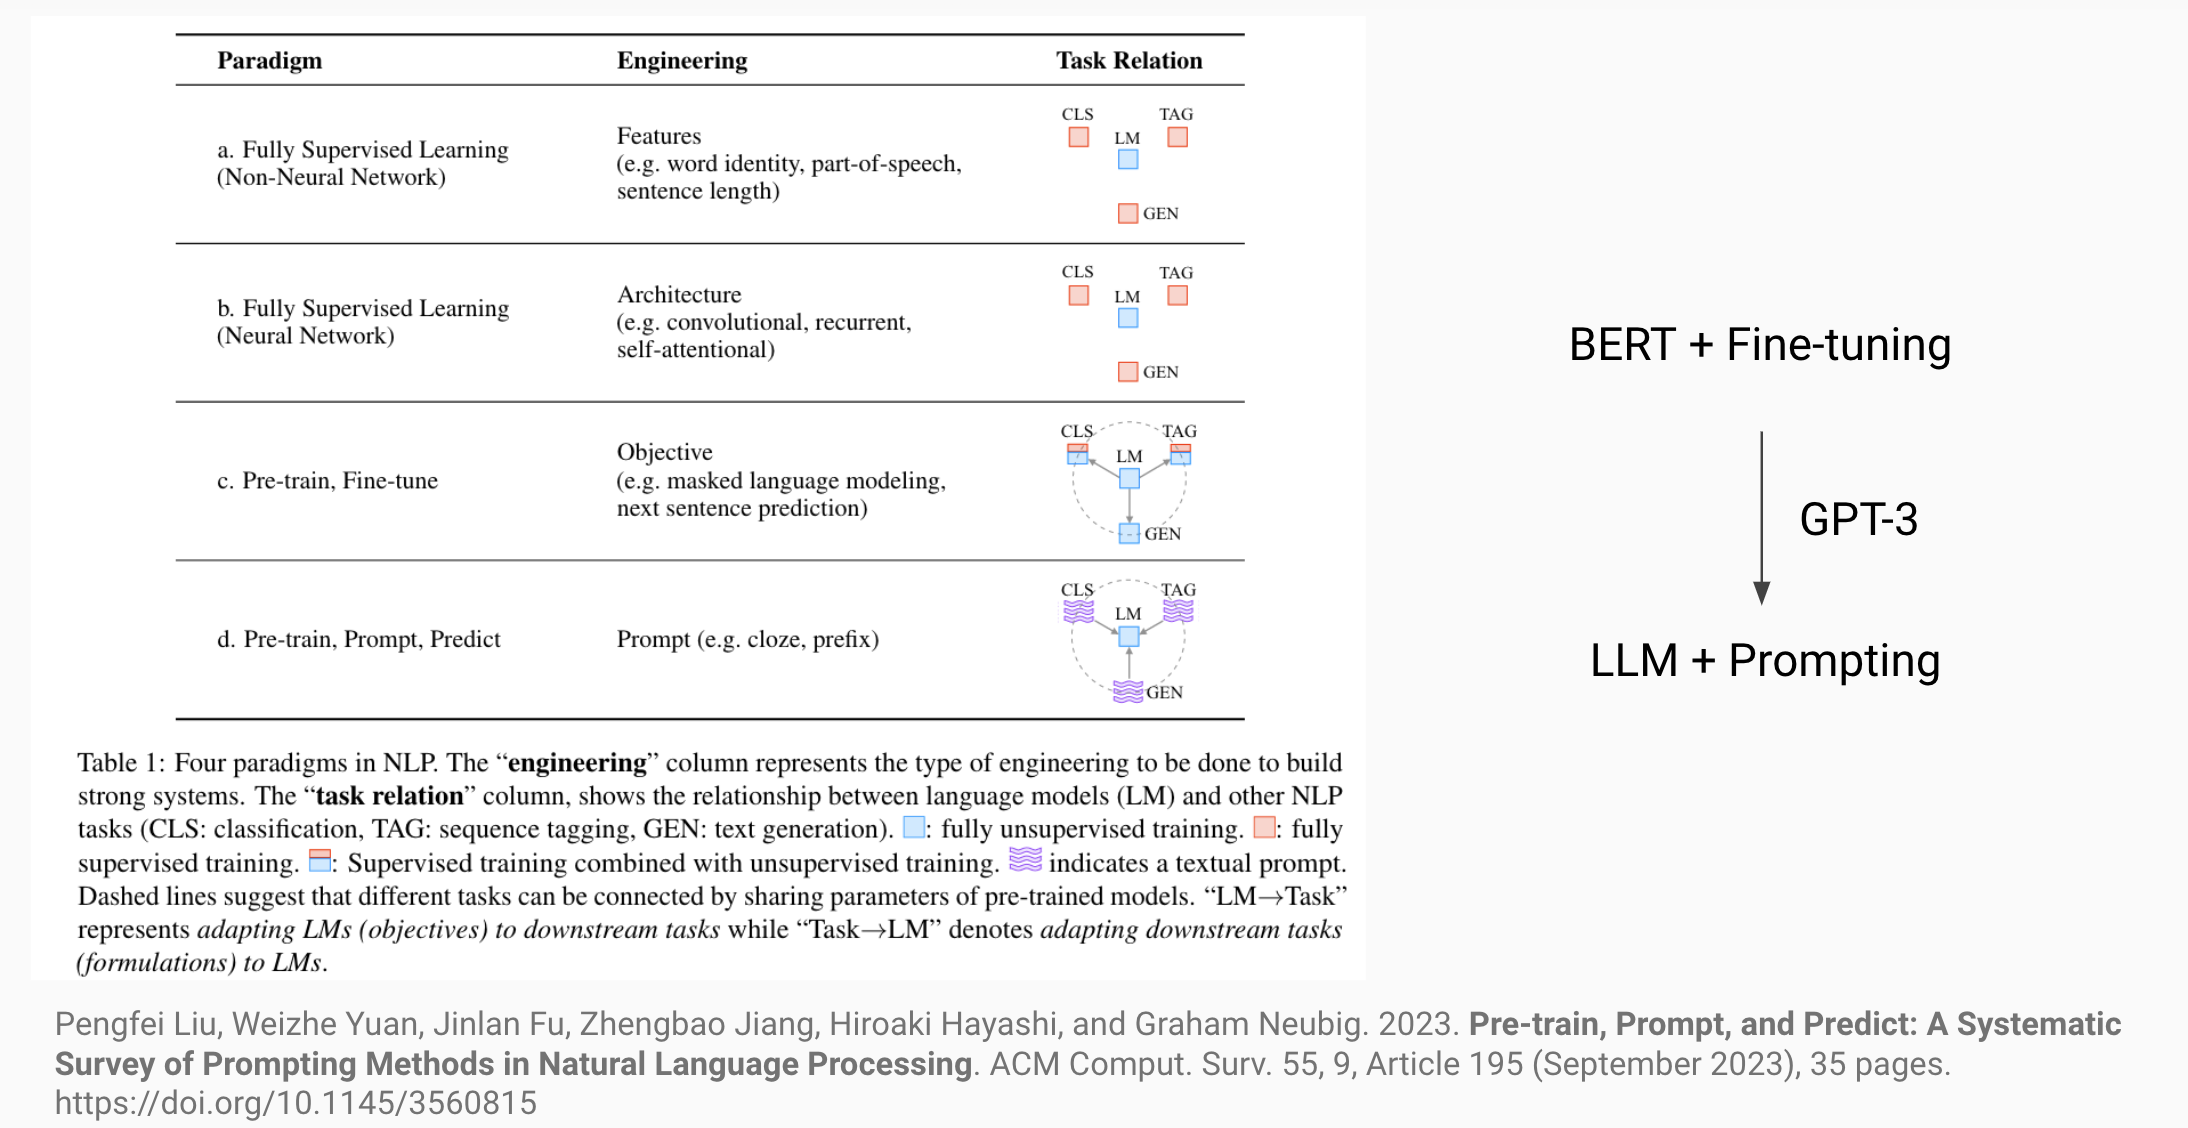 Paradigm Engineering Task Relation
a. Fully Supervised Learning
(Non-Neural Network)
Features
(e.g. word identity, part-of-speech,
sentence length)
CLS TAG
LM
GEN
b. Fully Supervised Learning
(Neural Network)
Architecture
(e.g. convolutional, recurrent,
self-attentional)
CLS TAG
LM
GEN
c. Pre-train, Fine-tune
Objective
(e.g. masked language modeling,
next sentence prediction)
CLS TAG
LM
GEN
d. Pre-train, Prompt, Predict
Prompt (e.g. cloze, prefix)
CLS TAG
LM
GEN
Table 1: Four paradigms in NLP. The “engineering” column represents the type of engineering to be done to build
strong systems. The “task relation” column, shows the relationship between language models (LM) and other NLP
tasks (CLS: classification, TAG: sequence tagging, GEN: text generation). : fully unsupervised training. : fully
supervised training. : Supervised training combined with unsupervised training. indicates a textual prompt.
Dashed lines suggest that different tasks can be connected by sharing parameters of pre-trained models. “LM→Task”
represents adapting LMs (objectives) to downstream tasks while “Task→LM” denotes adapting downstream tasks
(formulations) to LMs.
BERT + Fine-tuning
GPT-3
LLM + Prompting
Pengfei Liu, Weizhe Yuan, Jinlan Fu, Zhengbao Jiang, Hiroaki Hayashi, and Graham Neubig. 2023. Pre-train, Prompt, and Predict: A Systematic
Survey of Prompting Methods in Natural Language Processing. ACM Comput. Surv. 55, 9, Article 195 (September 2023), 35 pages.
https://doi.org/10.1145/3560815